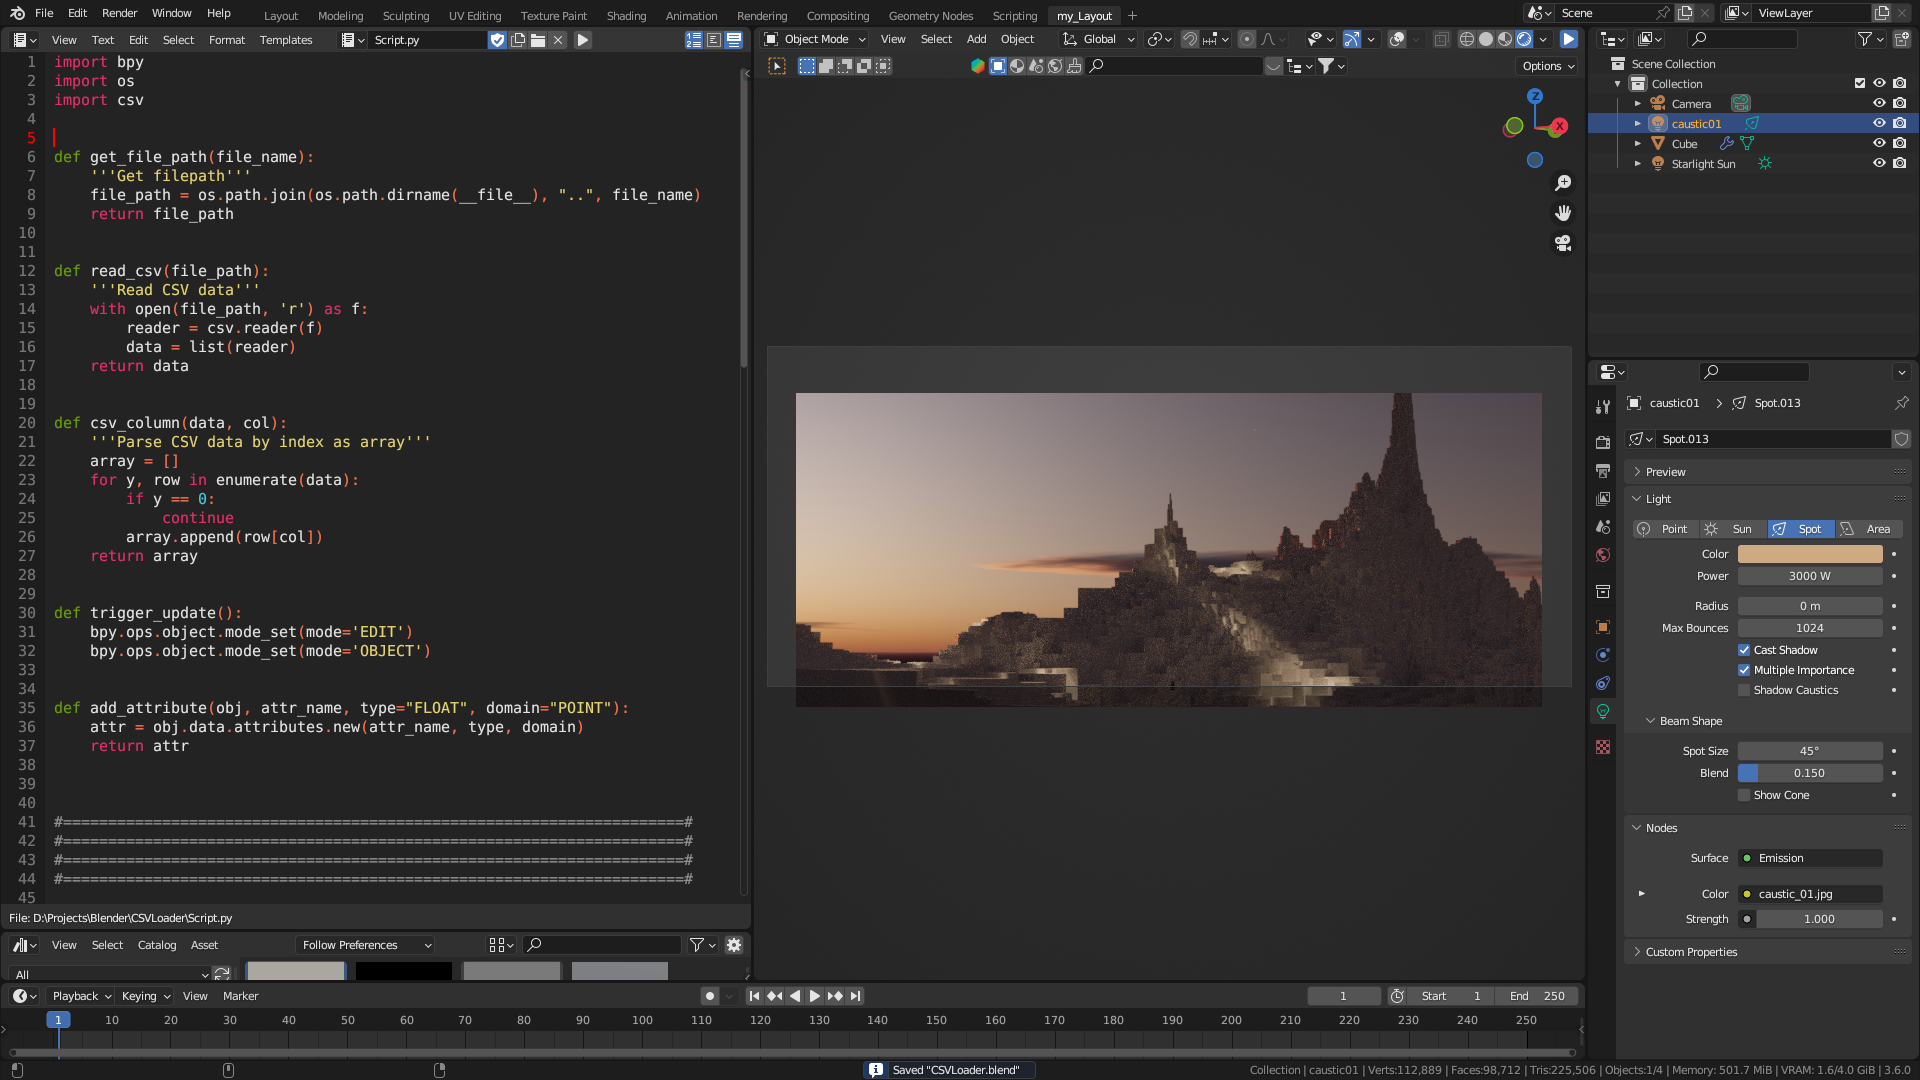 File Edit Render Window Help Layout Modeling Sculpting UV Editing Texture Paint Shading Animation Rendering Compositing Geometry Nodes Scripting my_Layout + Scene ViewLayer
View Text Edit Select Format Templates Script.py
1 import bpy
2 import os
3 import csv
4
5
6 def get_file_path(file_name):
7 '''Get filepath'''
8 file_path = os.path.join(os.path.dirname(__file__), "..", file_name)
9 return file_path
10
11
12 def read_csv(file_path):
13 '''Read CSV data'''
14 with open(file_path, 'r') as f:
15 reader = csv.reader(f)
16 data = list(reader)
17 return data
18
19
20 def csv_column(data, col):
21 '''Parse CSV data by index as array'''
22 array = []
23 for y, row in enumerate(data):
24 if y == 0:
25 continue
26 array.append(row[col])
27 return array
28
29
30 def trigger_update():
31 bpy.ops.object.mode_set(mode='EDIT')
32 bpy.ops.object.mode_set(mode='OBJECT')
33
34
35 def add_attribute(obj, attr_name, type="FLOAT", domain="POINT"):
36 attr = obj.data.attributes.new(attr_name, type, domain)
37 return attr
38
39
40
41 #=====================================================================#
42 #=====================================================================#
43 #=====================================================================#
44 #=====================================================================#
45
File: D:\Projects\Blender\CSVLoader\Script.py
View Select Catalog Asset Follow Preferences
All
Object Mode View Select Add Object Global
Options
Z
X
Scene Collection
Collection
Camera
caustic01
Cube
Starlight Sun
caustic01 > Spot.013
Spot.013
Preview
Light
Point Sun Spot Area
Color
Power 3000 W
Radius 0 m
Max Bounces 1024
Cast Shadow
Multiple Importance
Shadow Caustics
Beam Shape
Spot Size 45°
Blend 0.150
Show Cone
Nodes
Surface Emission
Color caustic_01.jpg
Strength 1.000
Custom Properties
Playback Keying View Marker 1 Start 1 End 250
1 10 20 30 40 50 60 70 80 90 100 110 120 130 140 150 160 170 180 190 200 210 220 230 240 250
Saved "CSVLoader.blend"
Collection | caustic01 | Verts:112,889 | Faces:98,712 | Tris:225,506 | Objects:1/4 | Memory: 501.7 MiB | VRAM: 1.6/4.0 GiB | 3.6.0